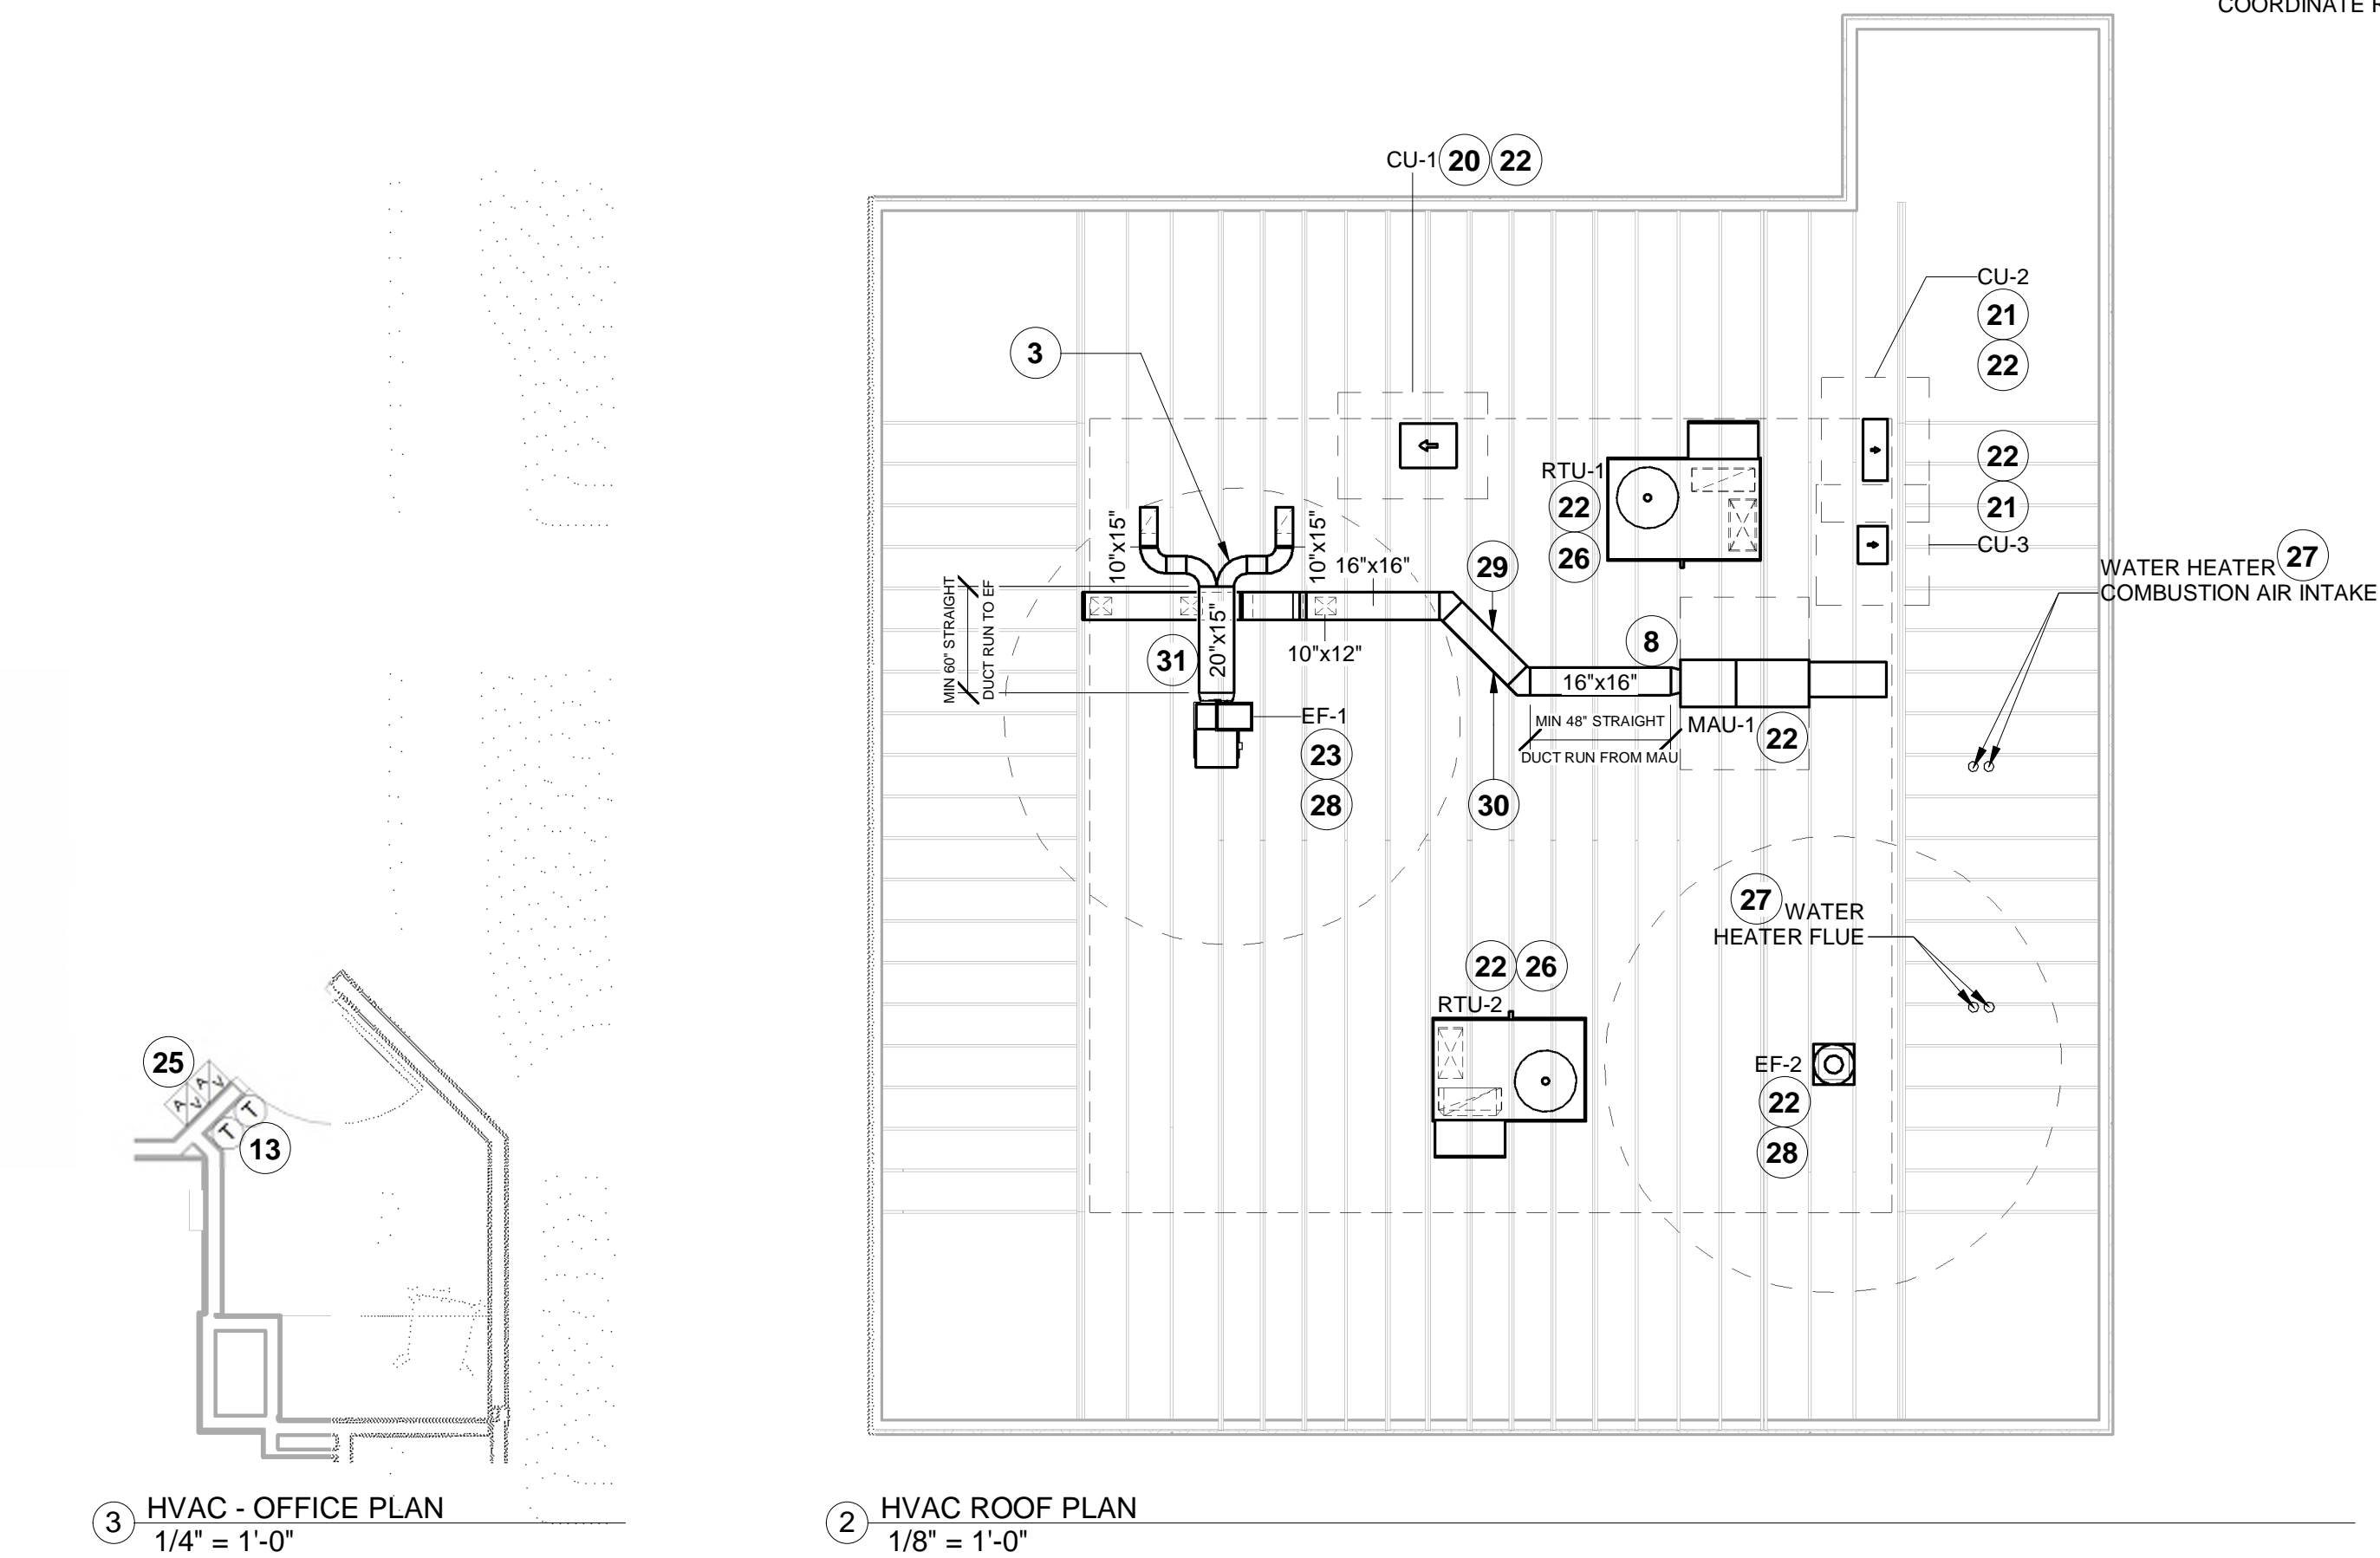 COORDINATE R
CU-1 20 22
CU-2
21
22
3
22
21
CU-3
RTU-1
22
26
10"x15"
10"x15"
16"x16"
29
WATER HEATER 27
COMBUSTION AIR INTAKE
MIN 60" STRAIGHT
DUCT RUN TO EF
31
20"x15"
10"x12"
8
16"x16"
EF-1
23
28
MIN 48" STRAIGHT
DUCT RUN FROM MAU
MAU-1
22
30
27 WATER
HEATER FLUE
22 26
RTU-2
EF-2
22
28
25
A
V
A
V
T
T
13
3 HVAC - OFFICE PLAN
1/4" = 1'-0"
2 HVAC ROOF PLAN
1/8" = 1'-0"